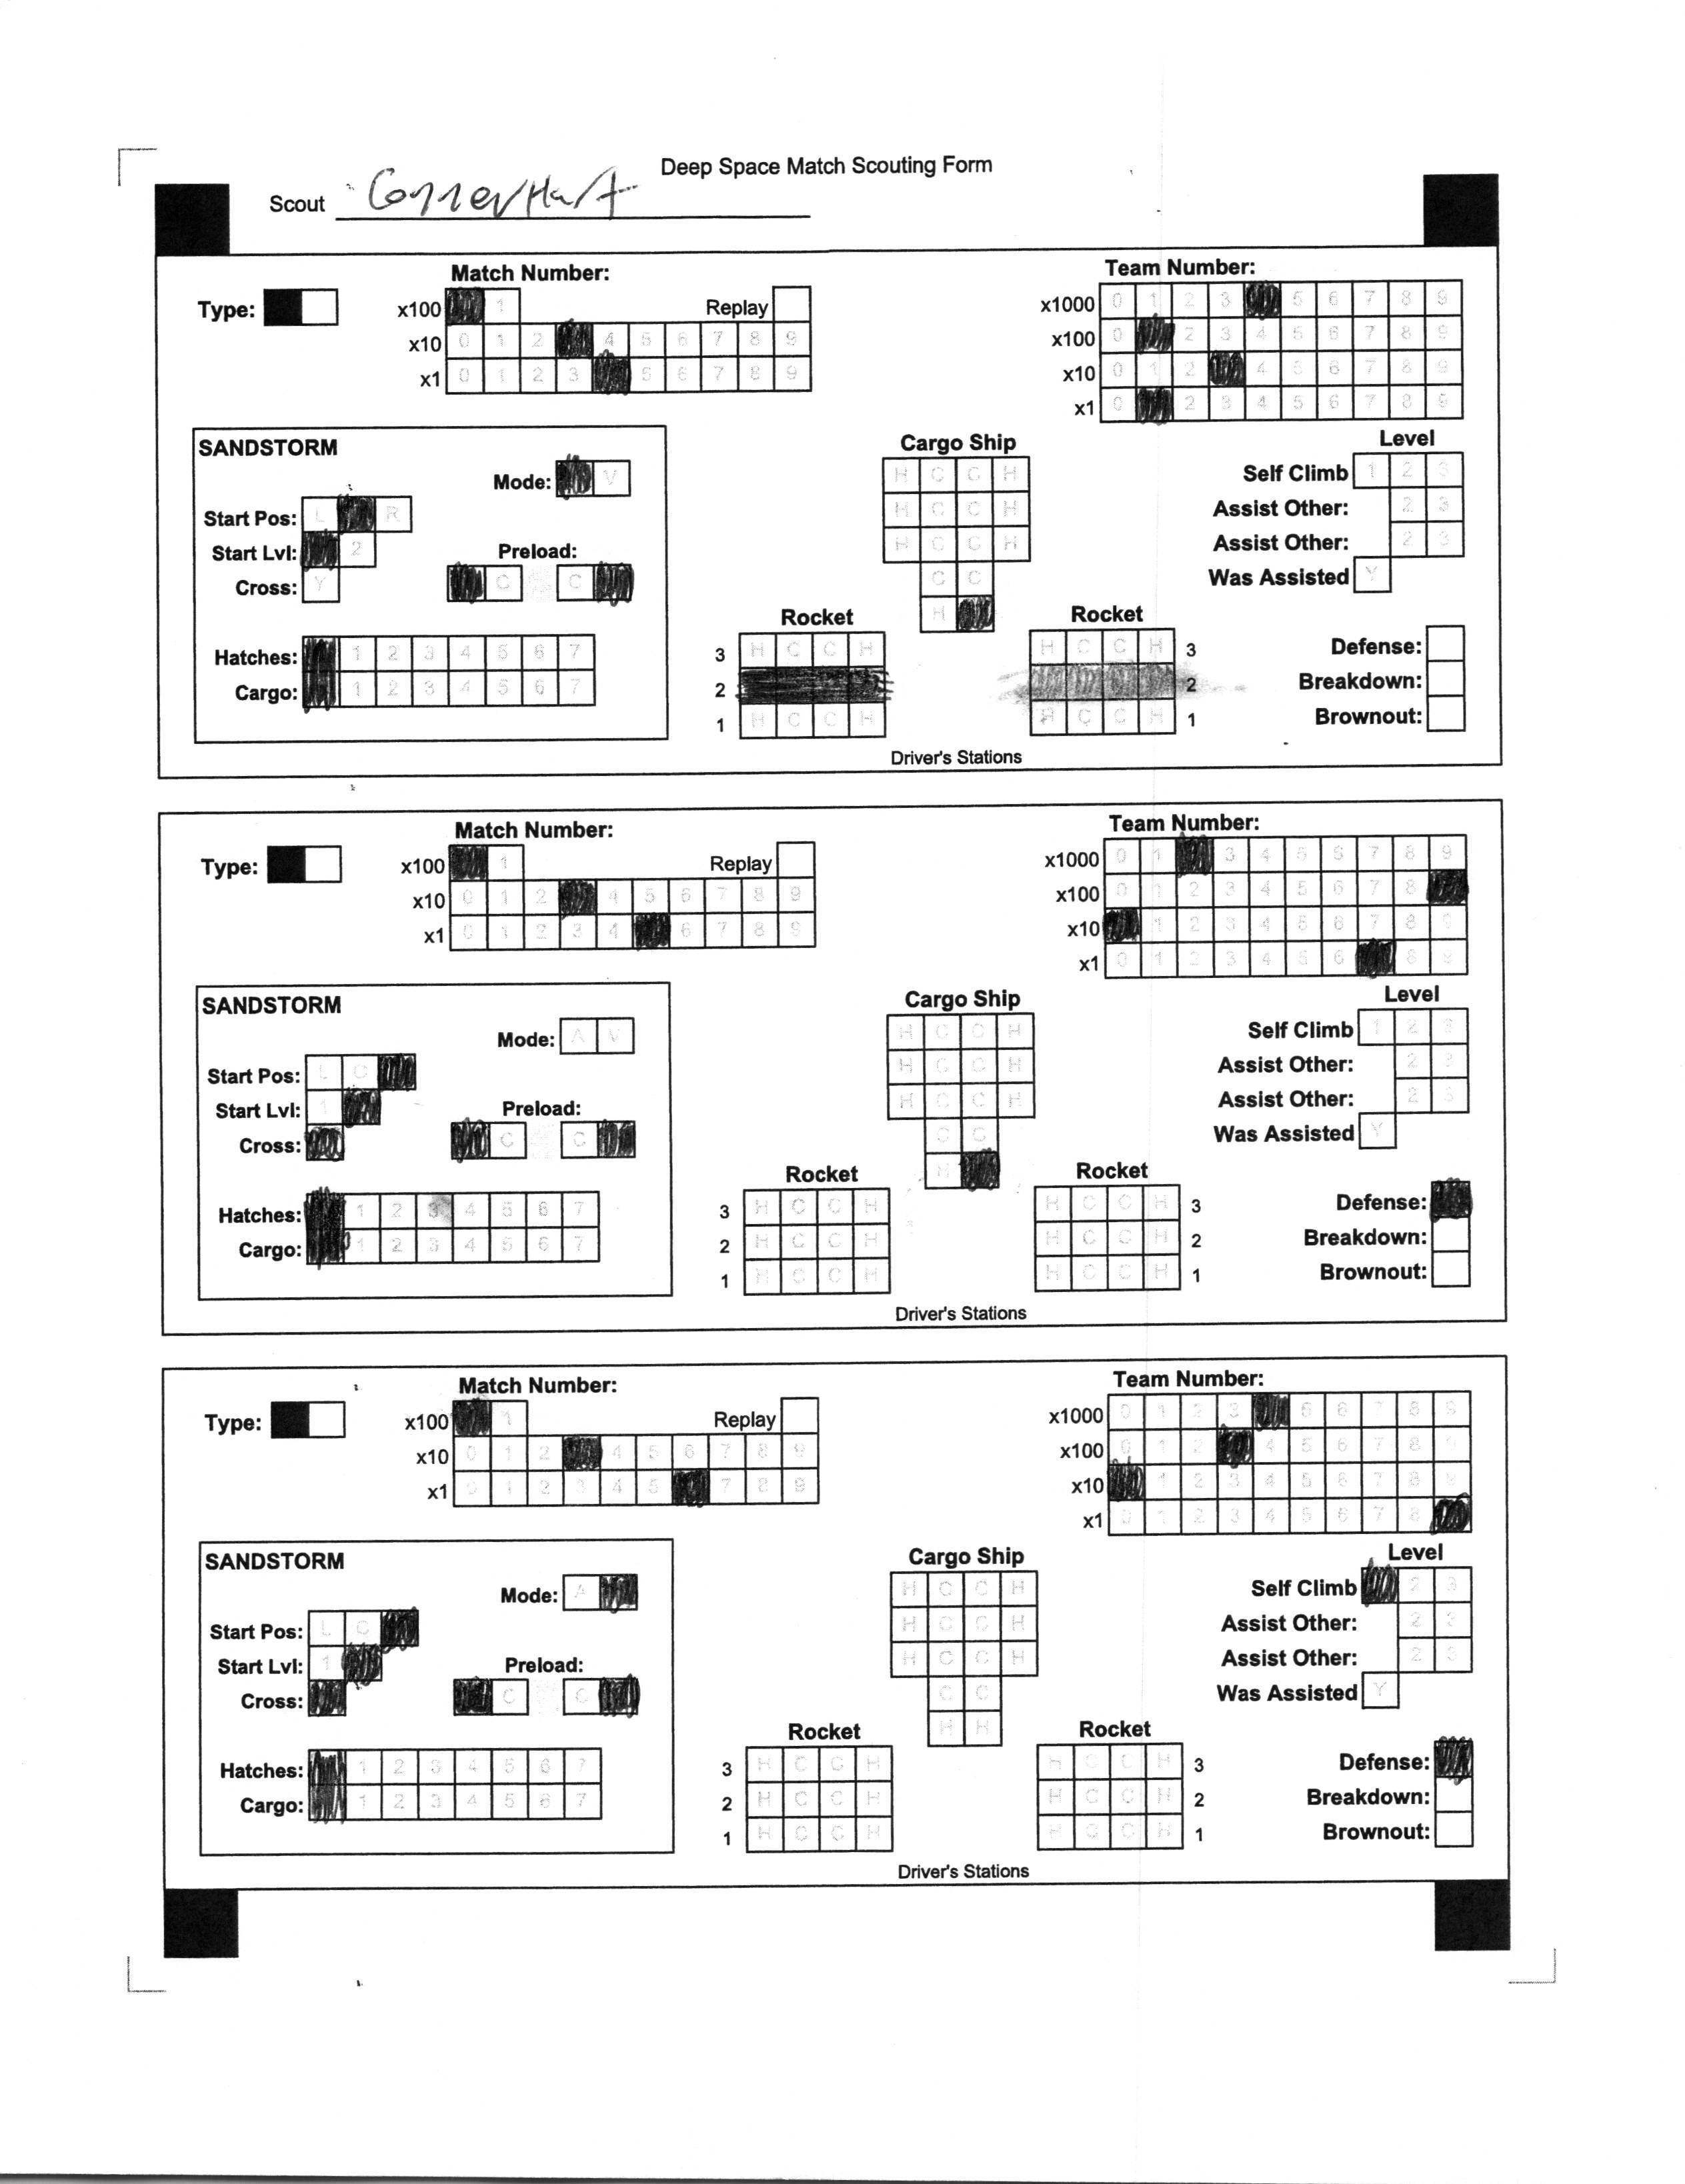 Deep Space Match Scouting Form
Scout Conner Hart
Match Number:
Team Number:
Type:
x100 1 Replay
x10 0 1 2 4 5 6 7 8 9
x1 0 1 2 3 5 6 7 8 9
x1000 0 1 2 3 5 6 7 8 9
x100 0 2 3 4 5 6 7 8 9
x10 0 1 2 4 5 6 7 8 9
x1 0 2 3 4 5 6 7 8 9
SANDSTORM
Mode: V
Start Pos: L R
Start Lvl: 2
Cross: Y
Preload:
C C
Hatches: 1 2 3 4 5 6 7
Cargo: 1 2 3 4 5 6 7
Cargo Ship
H C C H
H C C H
H C C H
C C
H
Rocket
3 H C C H
2
1 H C C H
Rocket
H C C H 3
2
H C C H 1
Driver's Stations
Level
Self Climb 1 2 3
Assist Other: 2 3
Assist Other: 2 3
Was Assisted Y
Defense:
Breakdown:
Brownout:
Match Number:
Team Number:
Type:
x100 1 Replay
x10 0 1 2 4 5 6 7 8 9
x1 0 1 2 3 4 6 7 8 9
x1000 0 1 3 4 5 6 7 8 9
x100 0 1 2 3 4 5 6 7 8
x10 1 2 3 4 5 6 7 8 9
x1 0 1 2 3 4 5 6 8 9
SANDSTORM
Mode: A V
Start Pos: L C
Start Lvl: 1
Cross:
Preload:
C C
Hatches: 1 2 3 4 5 6 7
Cargo: 1 2 3 4 5 6 7
Cargo Ship
H C C H
H C C H
H C C H
C C
H
Rocket
3 H C C H
2 H C C H
1 H C C H
Rocket
H C C H 3
H C C H 2
H C C H 1
Driver's Stations
Level
Self Climb 1 2 3
Assist Other: 2 3
Assist Other: 2 3
Was Assisted Y
Defense:
Breakdown:
Brownout:
Match Number:
Team Number:
Type:
x100 1 Replay
x10 0 1 2 4 5 6 7 8 9
x1 0 1 2 3 4 5 7 8 9
x1000 0 1 2 3 5 6 7 8 9
x100 0 1 2 4 5 6 7 8 9
x10 1 2 3 4 5 6 7 8 9
x1 0 1 2 3 4 5 6 7 8
SANDSTORM
Mode: A
Start Pos: L C
Start Lvl: 1
Cross:
Preload:
C C
Hatches: 1 2 3 4 5 6 7
Cargo: 1 2 3 4 5 6 7
Cargo Ship
H C C H
H C C H
H C C H
C C
H H
Rocket
3 H C C H
2 H C C H
1 H C C H
Rocket
H C C H 3
H C C H 2
H C C H 1
Driver's Stations
Level
Self Climb 2 3
Assist Other: 2 3
Assist Other: 2 3
Was Assisted Y
Defense:
Breakdown:
Brownout: